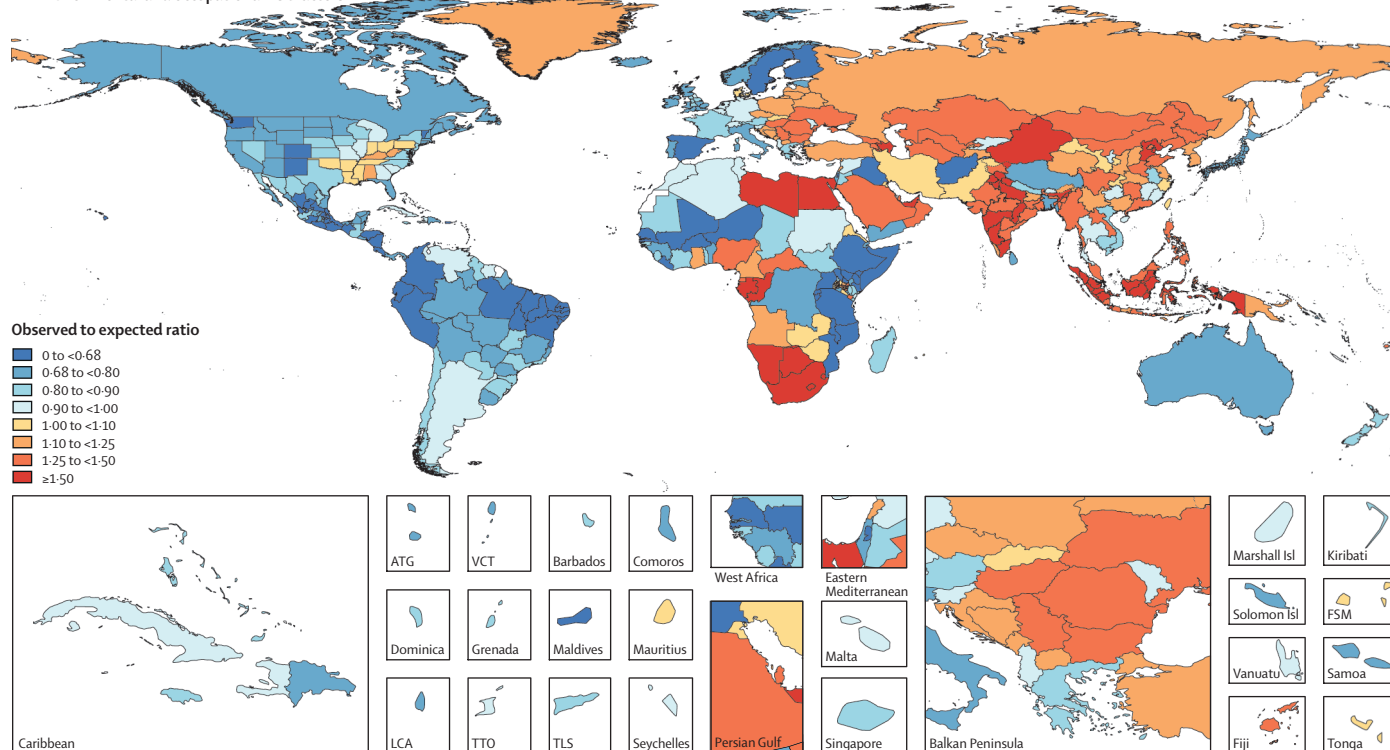 Observed to expected ratio
0 to <0·68
0·68 to <0·80
0·80 to <0·90
0·90 to <1·00
1·00 to <1·10
1·10 to <1·25
1·25 to <1·50
≥1·50
Caribbean
ATG
VCT
Barbados
Comoros
Dominica
Grenada
Maldives
Mauritius
LCA
TTO
TLS
Seychelles
West Africa
Eastern
Mediterranean
Persian Gulf
Malta
Singapore
Balkan Peninsula
Marshall Isl
Kiribati
Solomon Isl
FSM
Vanuatu
Samoa
Fiji
Tonga